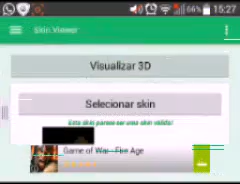 66% 15:27
Skin Viewer
Visualizar 3D
Selecionar skin
Esta skin parece ser uma skin válida!
Game of War - Fire Age